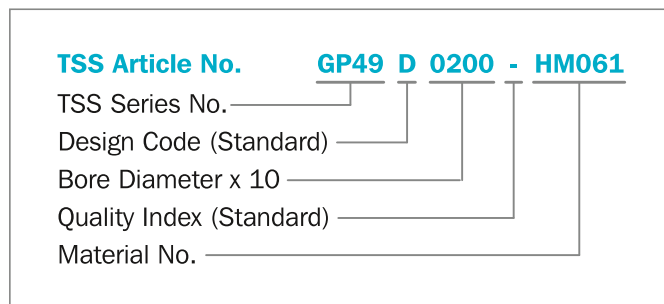 TSS Article No. GP49 D 0200 - HM061
TSS Series No.
Design Code (Standard)
Bore Diameter x 10
Quality Index (Standard)
Material No.